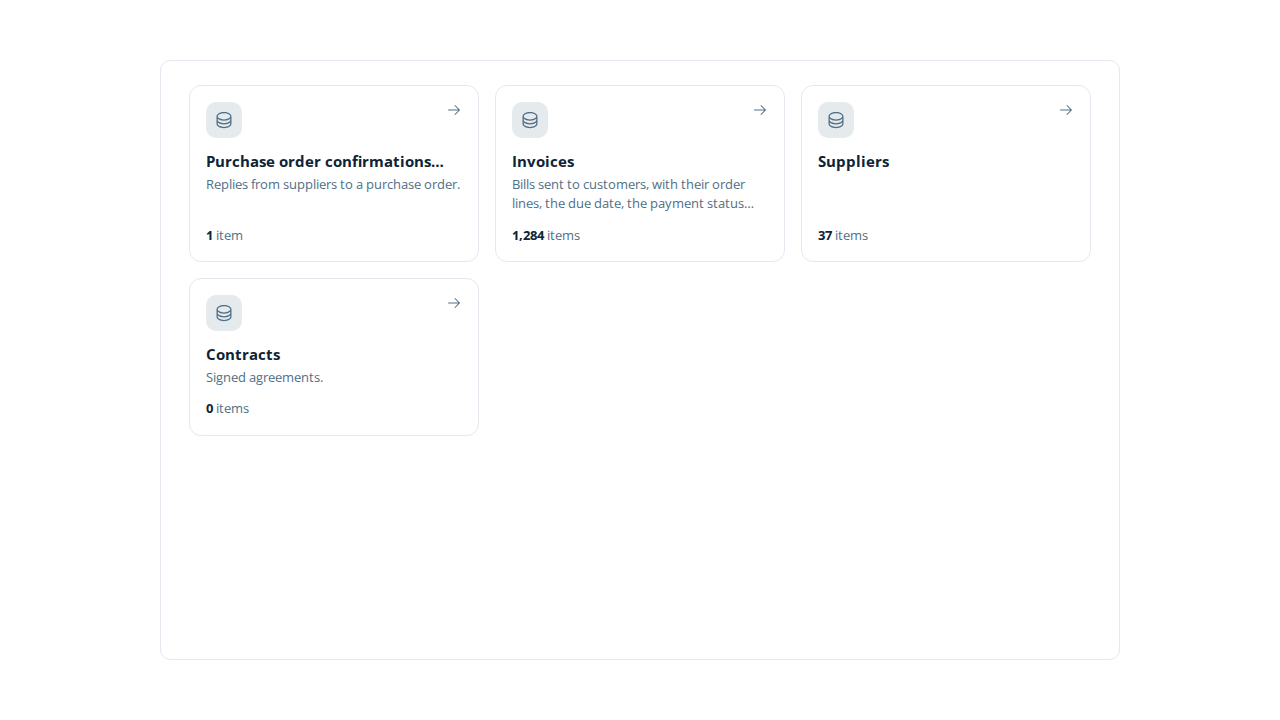 Purchase order confirmations...
Replies from suppliers to a purchase order.
1 item
Invoices
Bills sent to customers, with their order
lines, the due date, the payment status...
1,284 items
Suppliers
37 items
Contracts
Signed agreements.
0 items